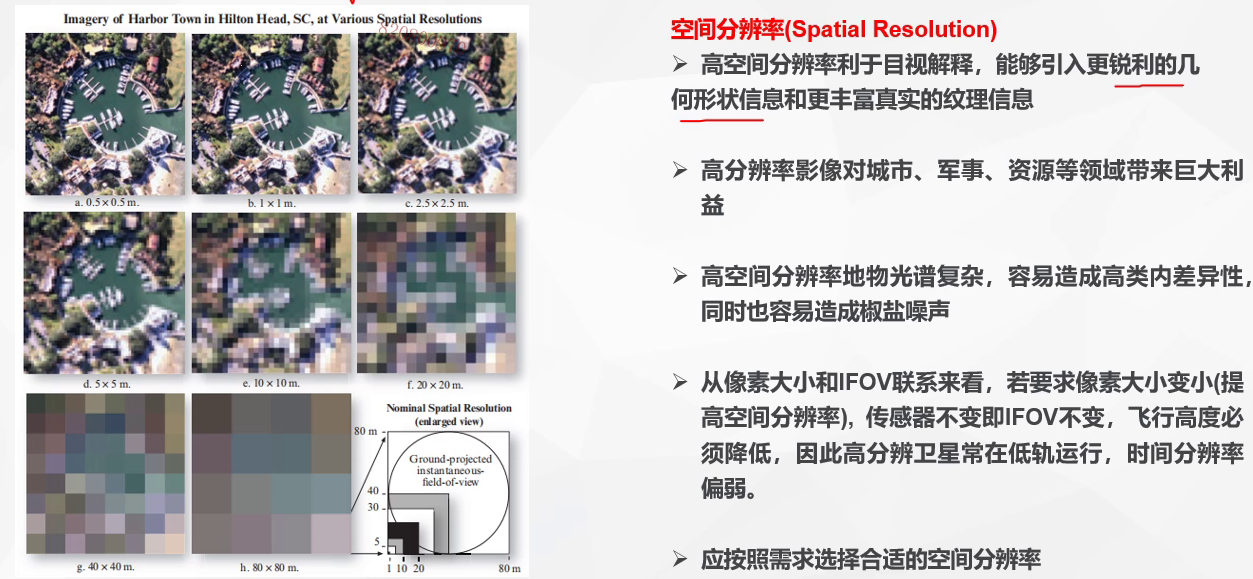 Imagery of Harbor Town in Hilton Head, SC, at Various Spatial Resolutions
a. 0.5 × 0.5 m.
b. 1 × 1 m.
c. 2.5 × 2.5 m.
d. 5 × 5 m.
e. 10 × 10 m.
f. 20 × 20 m.
g. 40 × 40 m.
h. 80 × 80 m.
Nominal Spatial Resolution
(enlarged view)
80 m
Ground-projected
instantaneous-
field-of-view
40
30
5
1 10 20 80 m
空间分辨率(Spatial Resolution)
➢ 高空间分辨率利于目视解释，能够引入更锐利的几
何形状信息和更丰富真实的纹理信息
➢ 高分辨率影像对城市、军事、资源等领域带来巨大利
益
➢ 高空间分辨率地物光谱复杂，容易造成高类内差异性，
同时也容易造成椒盐噪声
➢ 从像素大小和IFOV联系来看，若要求像素大小变小(提
高空间分辨率), 传感器不变即IFOV不变，飞行高度必
须降低，因此高分辨卫星常在低轨运行，时间分辨率
偏弱。
➢ 应按照需求选择合适的空间分辨率